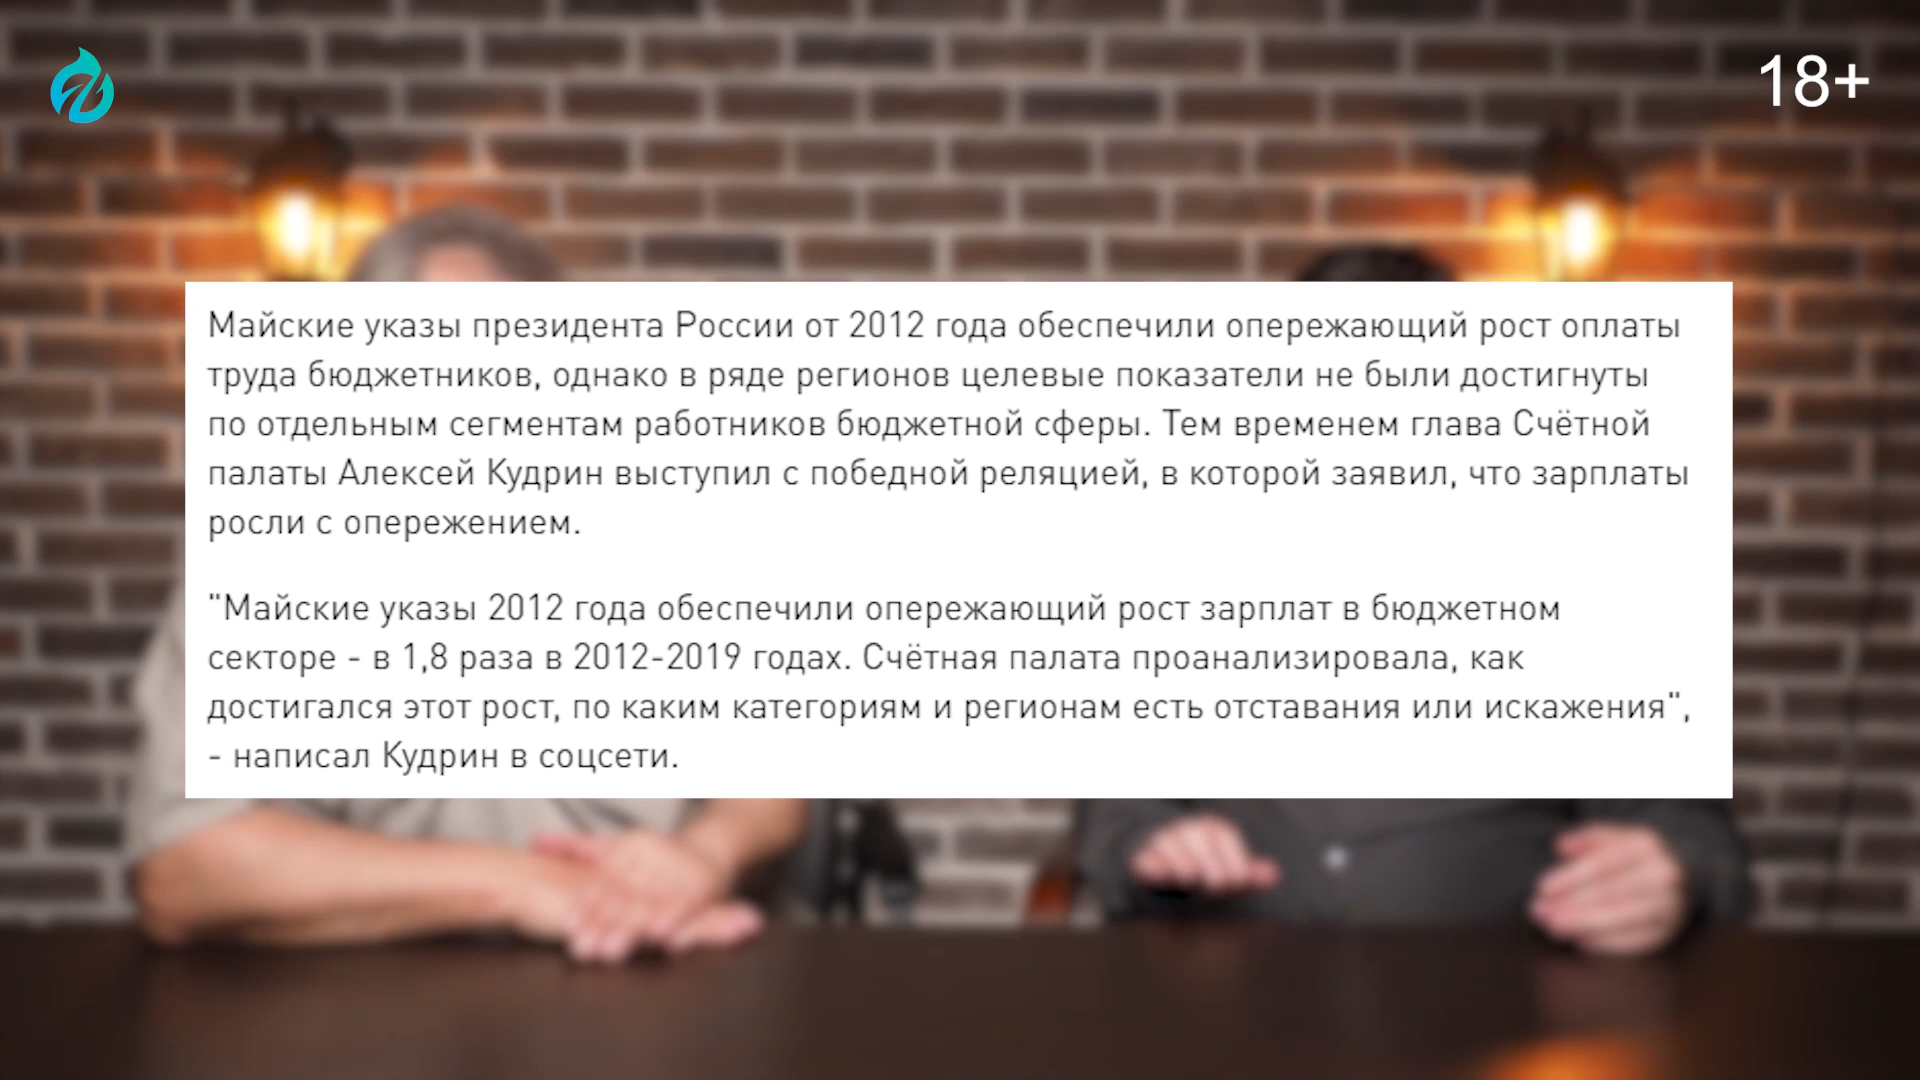 18+
Майские указы президента России от 2012 года обеспечили опережающий рост оплаты
труда бюджетников, однако в ряде регионов целевые показатели не были достигнуты
по отдельным сегментам работников бюджетной сферы. Тем временем глава Счётной
палаты Алексей Кудрин выступил с победной реляцией, в которой заявил, что зарплаты
росли с опережением.
"Майские указы 2012 года обеспечили опережающий рост зарплат в бюджетном
секторе - в 1,8 раза в 2012-2019 годах. Счётная палата проанализировала, как
достигался этот рост, по каким категориям и регионам есть отставания или искажения",
- написал Кудрин в соцсети.